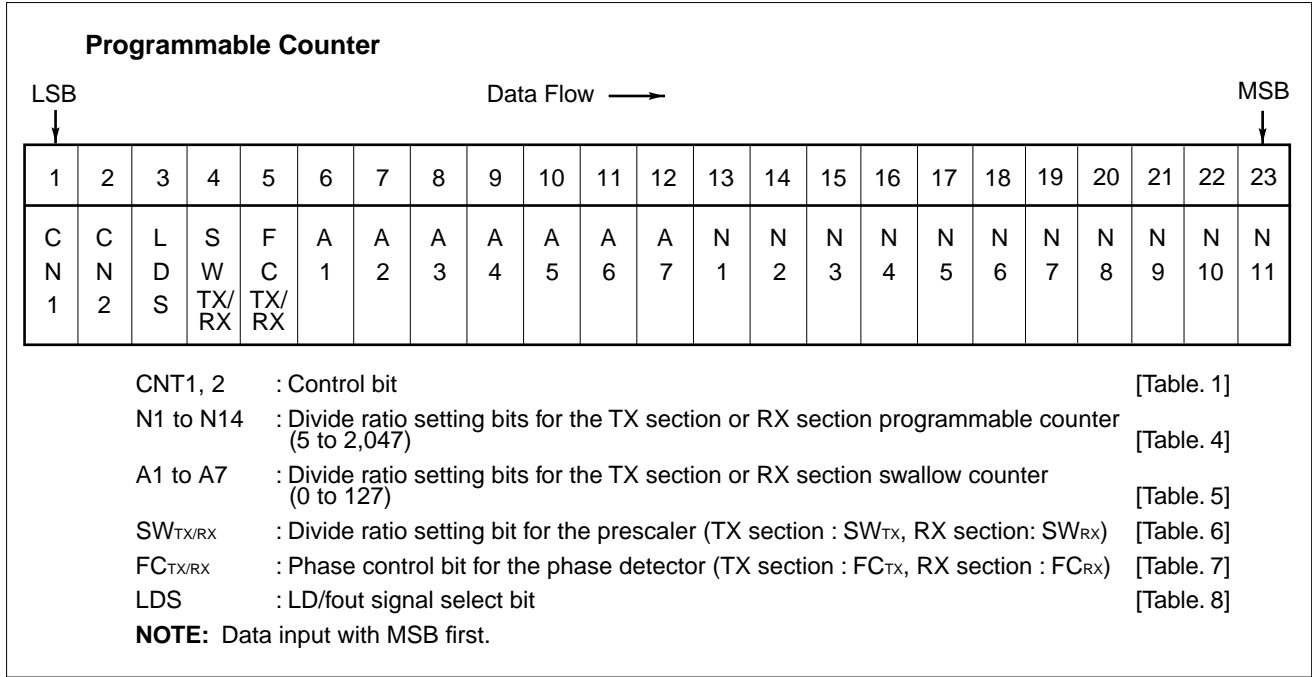 Programmable Counter
LSB Data Flow MSB
1 2 3 4 5 6 7 8 9 10 11 12 13 14 15 16 17 18 19 20 21 22 23
C C L S F A A A A A A A N N N N N N N N N N N
N N D W C 1 2 3 4 5 6 7 1 2 3 4 5 6 7 8 9 10 11
1 2 S TX/ TX/
RX RX
CNT1, 2 : Control bit [Table. 1]
N1 to N14 : Divide ratio setting bits for the TX section or RX section programmable counter
(5 to 2,047) [Table. 4]
A1 to A7 : Divide ratio setting bits for the TX section or RX section swallow counter
(0 to 127) [Table. 5]
SWTX/RX : Divide ratio setting bit for the prescaler (TX section : SWTX, RX section: SWRX) [Table. 6]
FCTX/RX : Phase control bit for the phase detector (TX section : FCTX, RX section : FCRX) [Table. 7]
LDS : LD/fout signal select bit [Table. 8]
NOTE: Data input with MSB first.